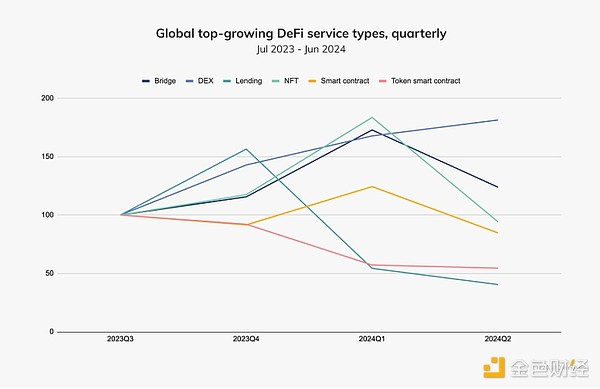 Global top-growing DeFi service types, quarterly
Jul 2023 - Jun 2024
Bridge DEX Lending NFT Smart contract Token smart contract
200
150
100
50
0
2023Q3 2023Q4 2024Q1 2024Q2
金色财经